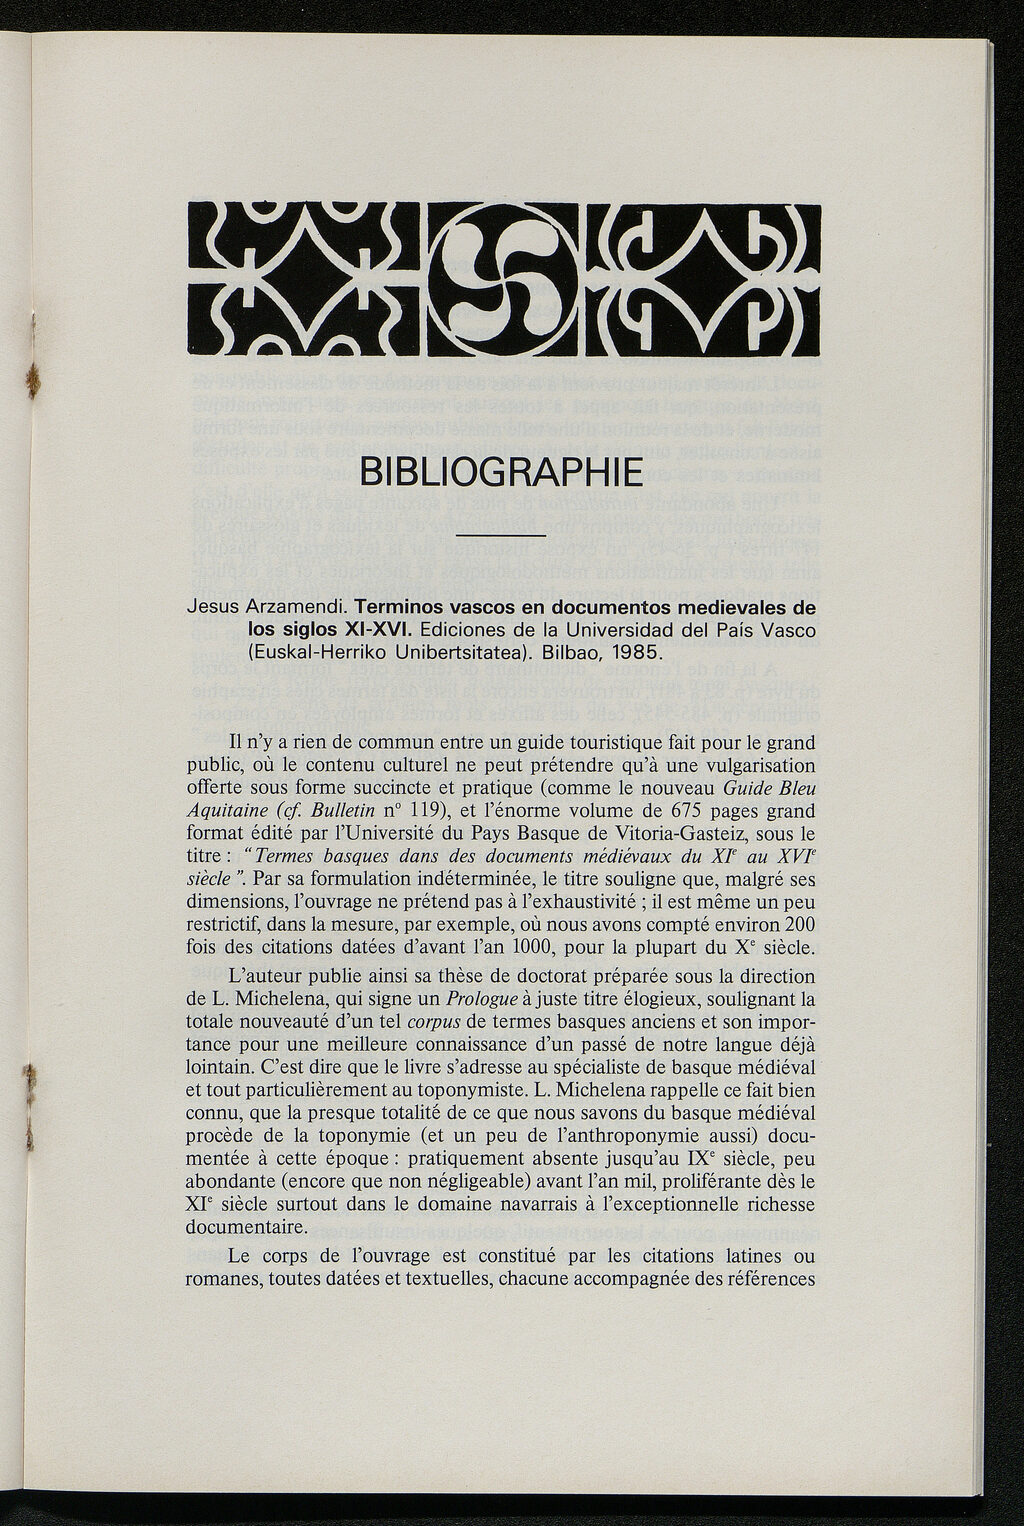 BIBLIOGRAPHIE
Jesus Arzamendi. Terminos vascos en documentos medievales de
los siglos XI-XVI. Ediciones de la Universidad del País Vasco
(Euskal-Herriko Unibertsitatea). Bilbao, 1985.
Il n'y a rien de commun entre un guide touristique fait pour le grand
public, où le contenu culturel ne peut prétendre qu'à une vulgarisation
offerte sous forme succincte et pratique (comme le nouveau Guide Bleu
Aquitaine (cf. Bulletin n° 119), et l'énorme volume de 675 pages grand
format édité par l'Université du Pays Basque de Vitoria-Gasteiz, sous le
titre : "Termes basques dans des documents médiévaux du XIe au XVIe
siècle ". Par sa formulation indéterminée, le titre souligne que, malgré ses
dimensions, l'ouvrage ne prétend pas à l'exhaustivité ; il est même un peu
restrictif, dans la mesure, par exemple, où nous avons compté environ 200
fois des citations datées d'avant l'an 1000, pour la plupart du Xe siècle.
L'auteur publie ainsi sa thèse de doctorat préparée sous la direction
de L. Michelena, qui signe un Prologue à juste titre élogieux, soulignant la
totale nouveauté d'un tel corpus de termes basques anciens et son impor-
tance pour une meilleure connaissance d'un passé de notre langue déjà
lointain. C'est dire que le livre s'adresse au spécialiste de basque médiéval
et tout particulièrement au toponymiste. L. Michelena rappelle ce fait bien
connu, que la presque totalité de ce que nous savons du basque médiéval
procède de la toponymie (et un peu de l'anthroponymie aussi) docu-
mentée à cette époque : pratiquement absente jusqu'au IXe siècle, peu
abondante (encore que non négligeable) avant l'an mil, proliférante dès le
XIe siècle surtout dans le domaine navarrais à l'exceptionnelle richesse
documentaire.
Le corps de l'ouvrage est constitué par les citations latines ou
romanes, toutes datées et textuelles, chacune accompagnée des références